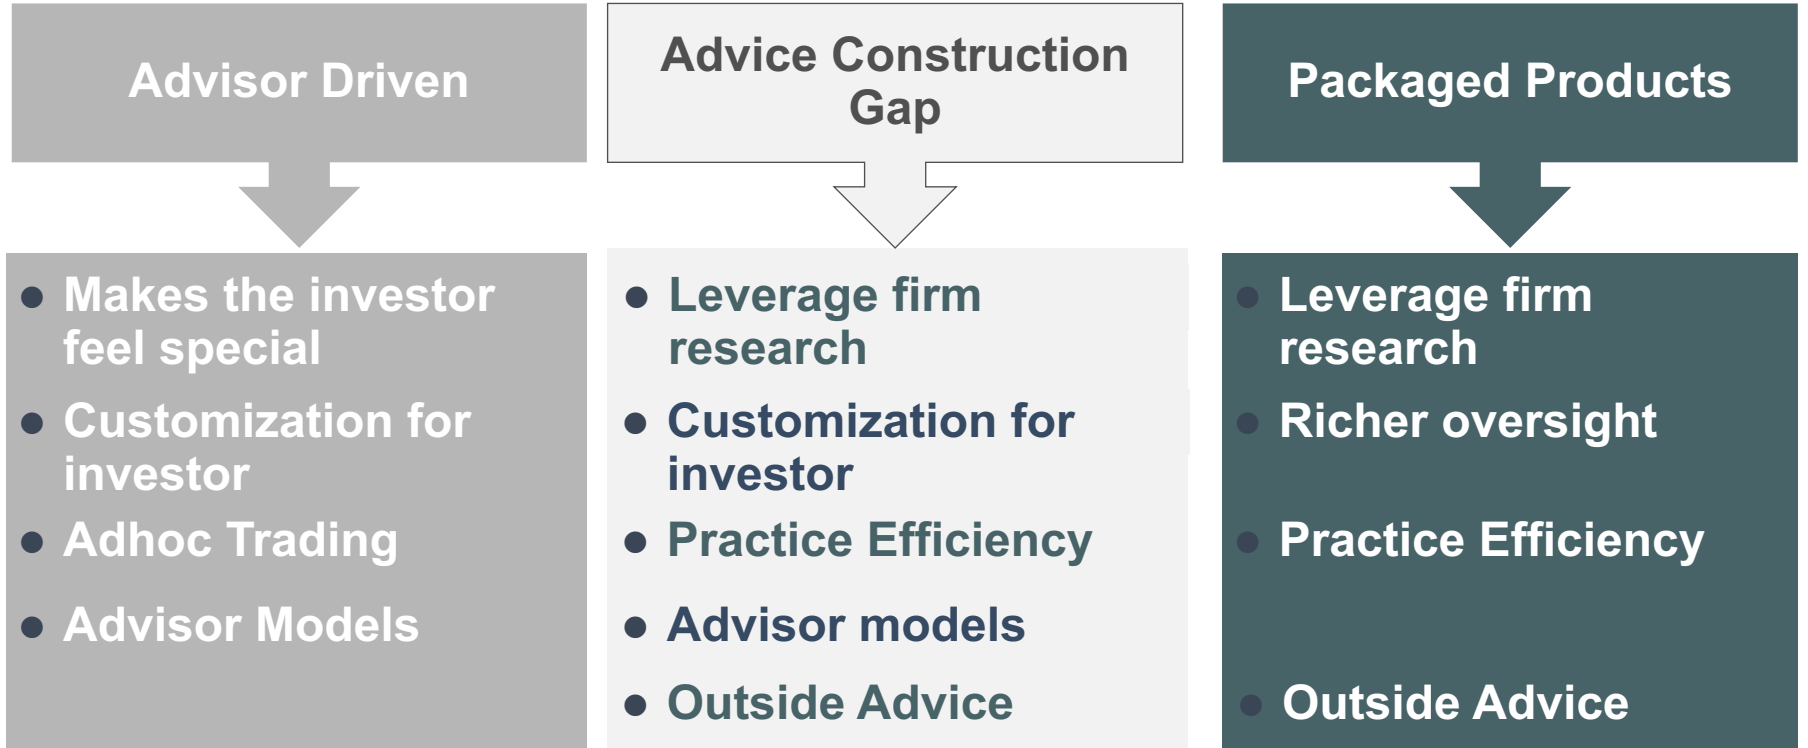 Advisor Driven
Advice Construction
Gap
Packaged Products
● Makes the investor
feel special
● Customization for
investor
● Adhoc Trading
● Advisor Models
● Leverage firm
research
● Customization for
investor
● Practice Efficiency
● Advisor models
● Outside Advice
● Leverage firm
research
● Richer oversight
● Practice Efficiency
● Outside Advice